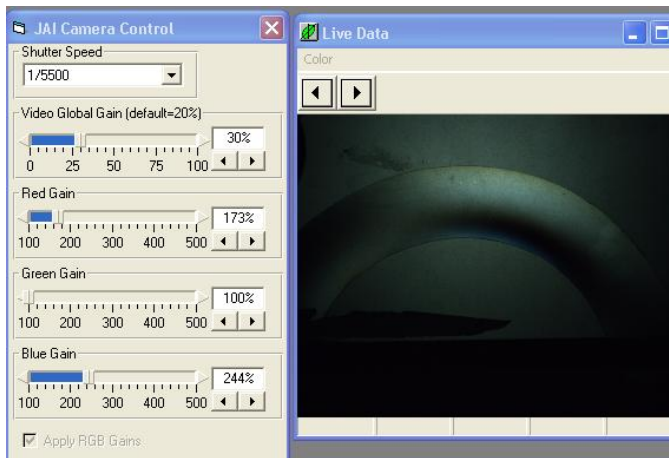 JAI Camera Control
Shutter Speed
1/5500
Video Global Gain (default=20%)
30%
0 25 50 75 100
Red Gain
173%
100 200 300 400 500
Green Gain
100%
100 200 300 400 500
Blue Gain
244%
100 200 300 400 500
Apply RGB Gains
Live Data
Color